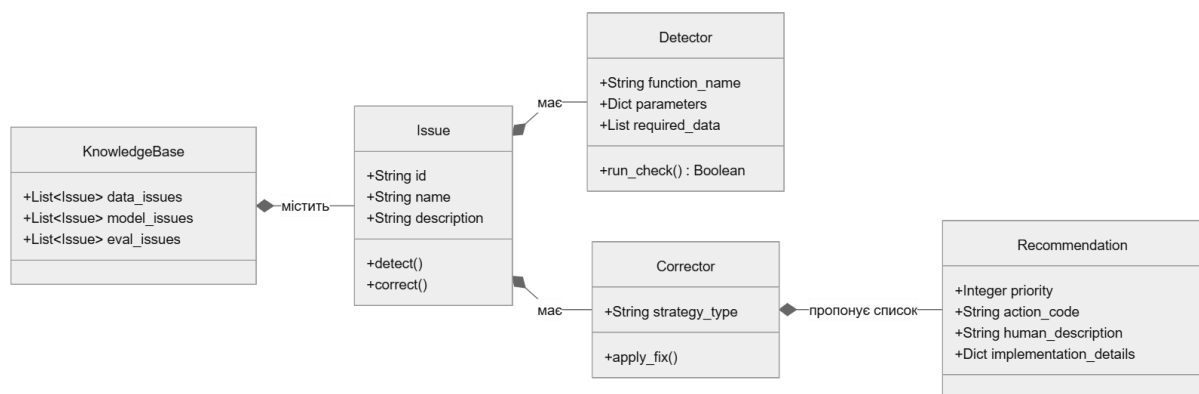 KnowledgeBase
+List<Issue> data_issues
+List<Issue> model_issues
+List<Issue> eval_issues
містить
Issue
+String id
+String name
+String description
+detect()
+correct()
має
Detector
+String function_name
+Dict parameters
+List required_data
+run_check() : Boolean
має
Corrector
+String strategy_type
+apply_fix()
пропонує список
Recommendation
+Integer priority
+String action_code
+String human_description
+Dict implementation_details